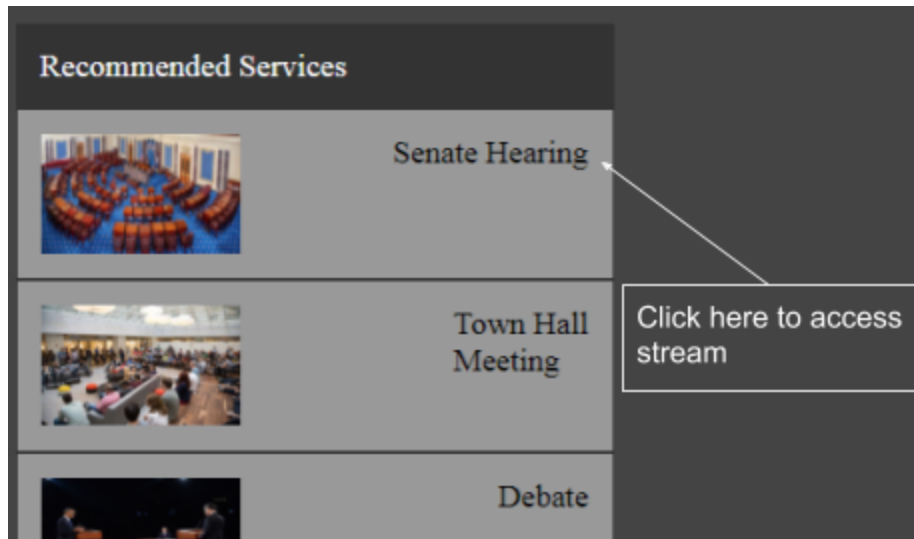 Recommended Services
Senate Hearing
Town Hall
Meeting
Click here to access
stream
Debate